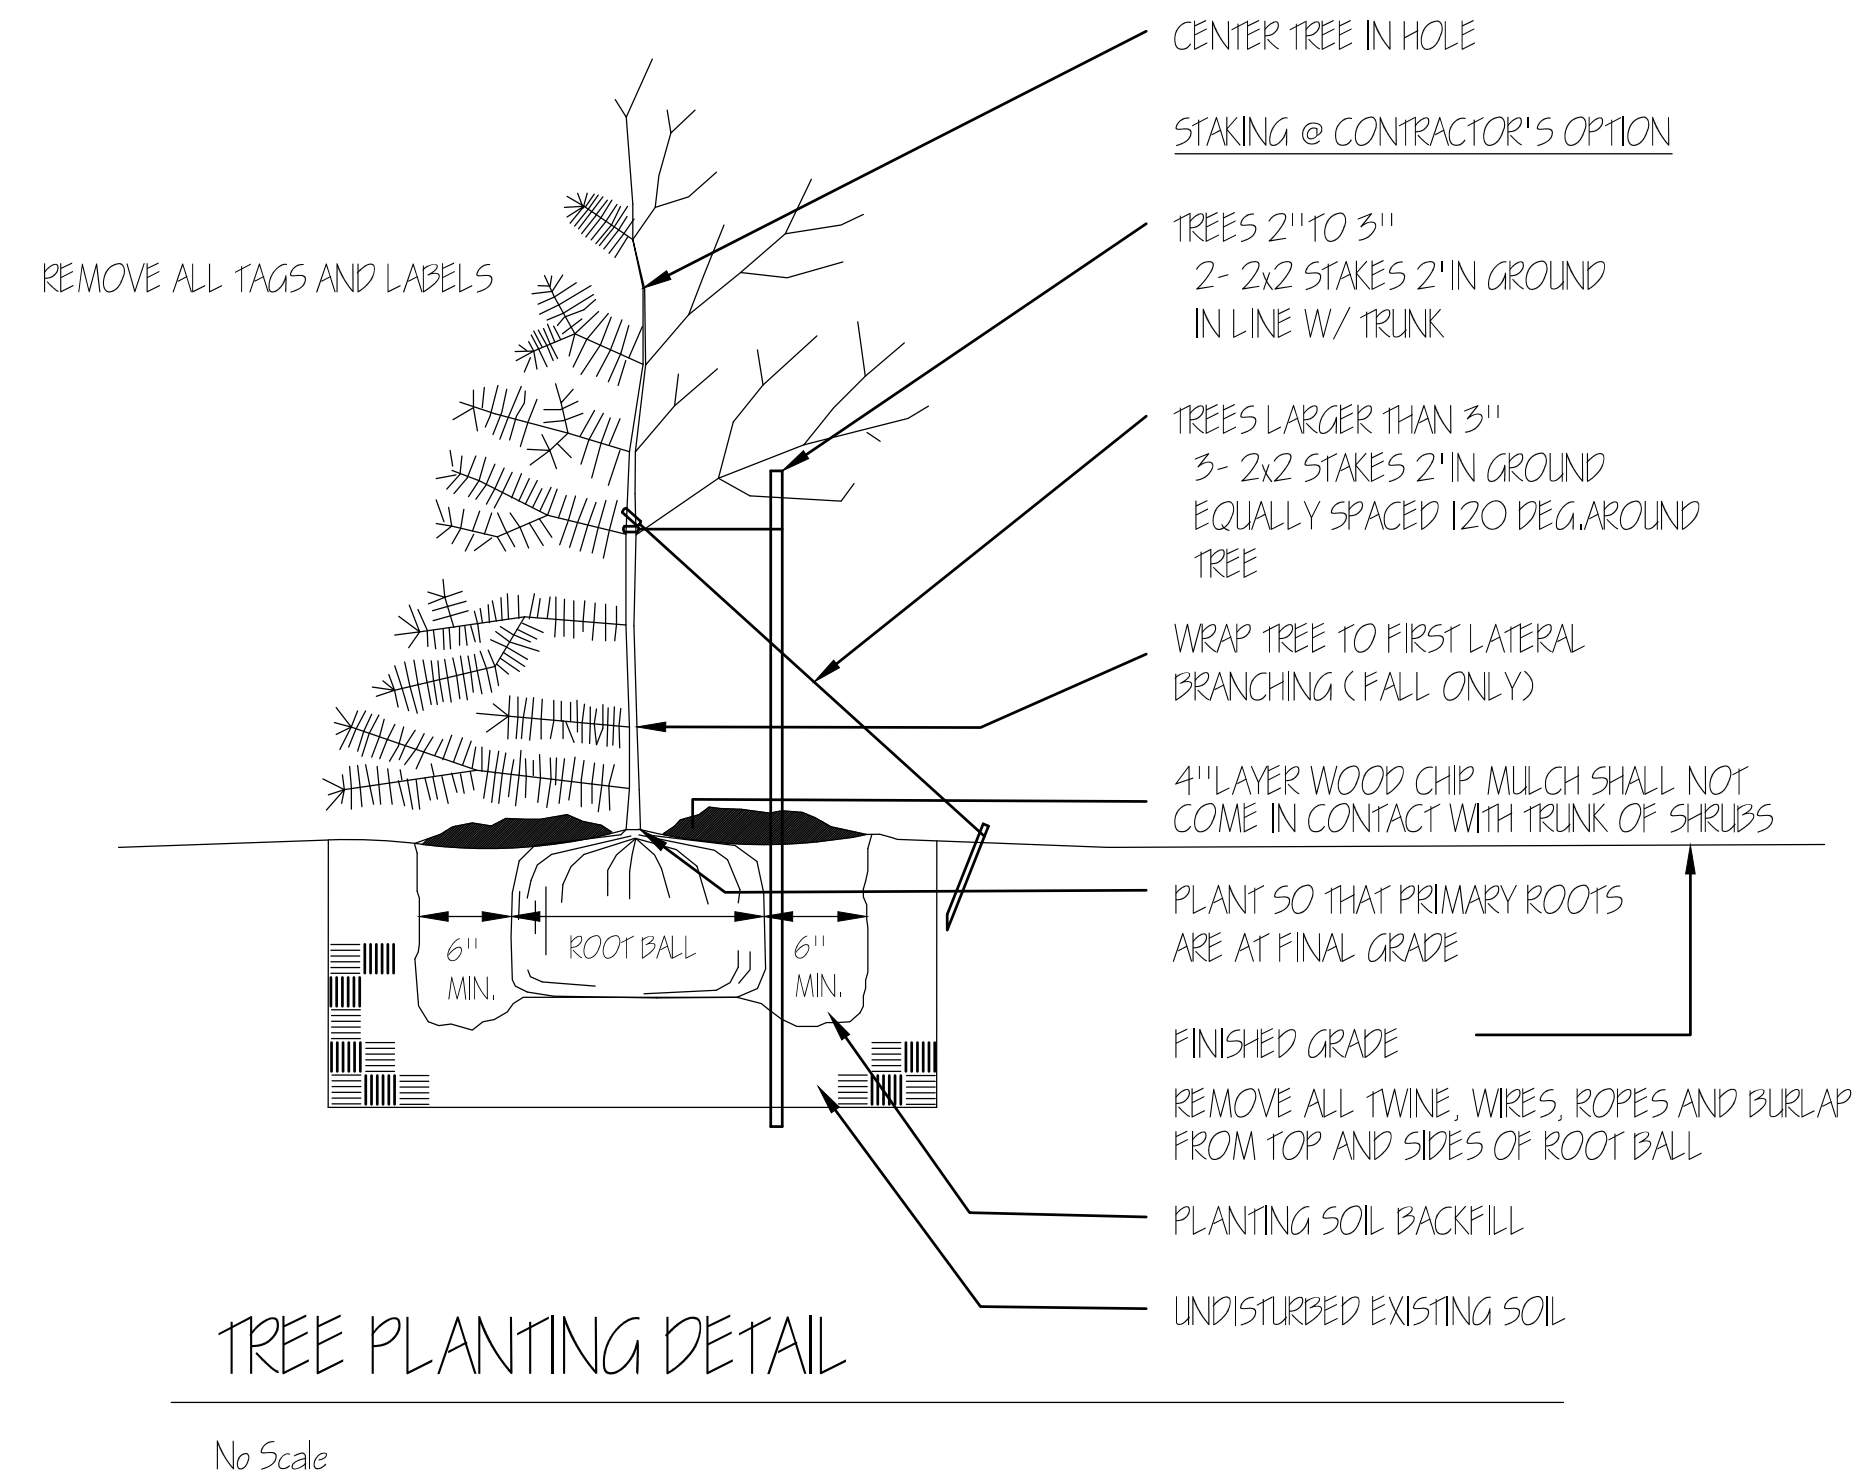 CENTER TREE IN HOLE
STAKING @ CONTRACTOR'S OPTION
TREES 2" TO 3"
2- 2x2 STAKES 2' IN GROUND
IN LINE W/ TRUNK
REMOVE ALL TAGS AND LABELS
TREES LARGER THAN 3"
3- 2x2 STAKES 2' IN GROUND
EQUALLY SPACED 120 DEG. AROUND
TREE
WRAP TREE TO FIRST LATERAL
BRANCHING ( FALL ONLY)
4" LAYER WOOD CHIP MULCH SHALL NOT
COME IN CONTACT WITH TRUNK OF SHRUBS
PLANT SO THAT PRIMARY ROOTS
ARE AT FINAL GRADE
6"
MIN.
ROOT BALL
6"
MIN.
FINISHED GRADE
REMOVE ALL TWINE, WIRES, ROPES AND BURLAP
FROM TOP AND SIDES OF ROOT BALL
PLANTING SOIL BACKFILL
UNDISTURBED EXISTING SOIL
TREE PLANTING DETAIL
No Scale